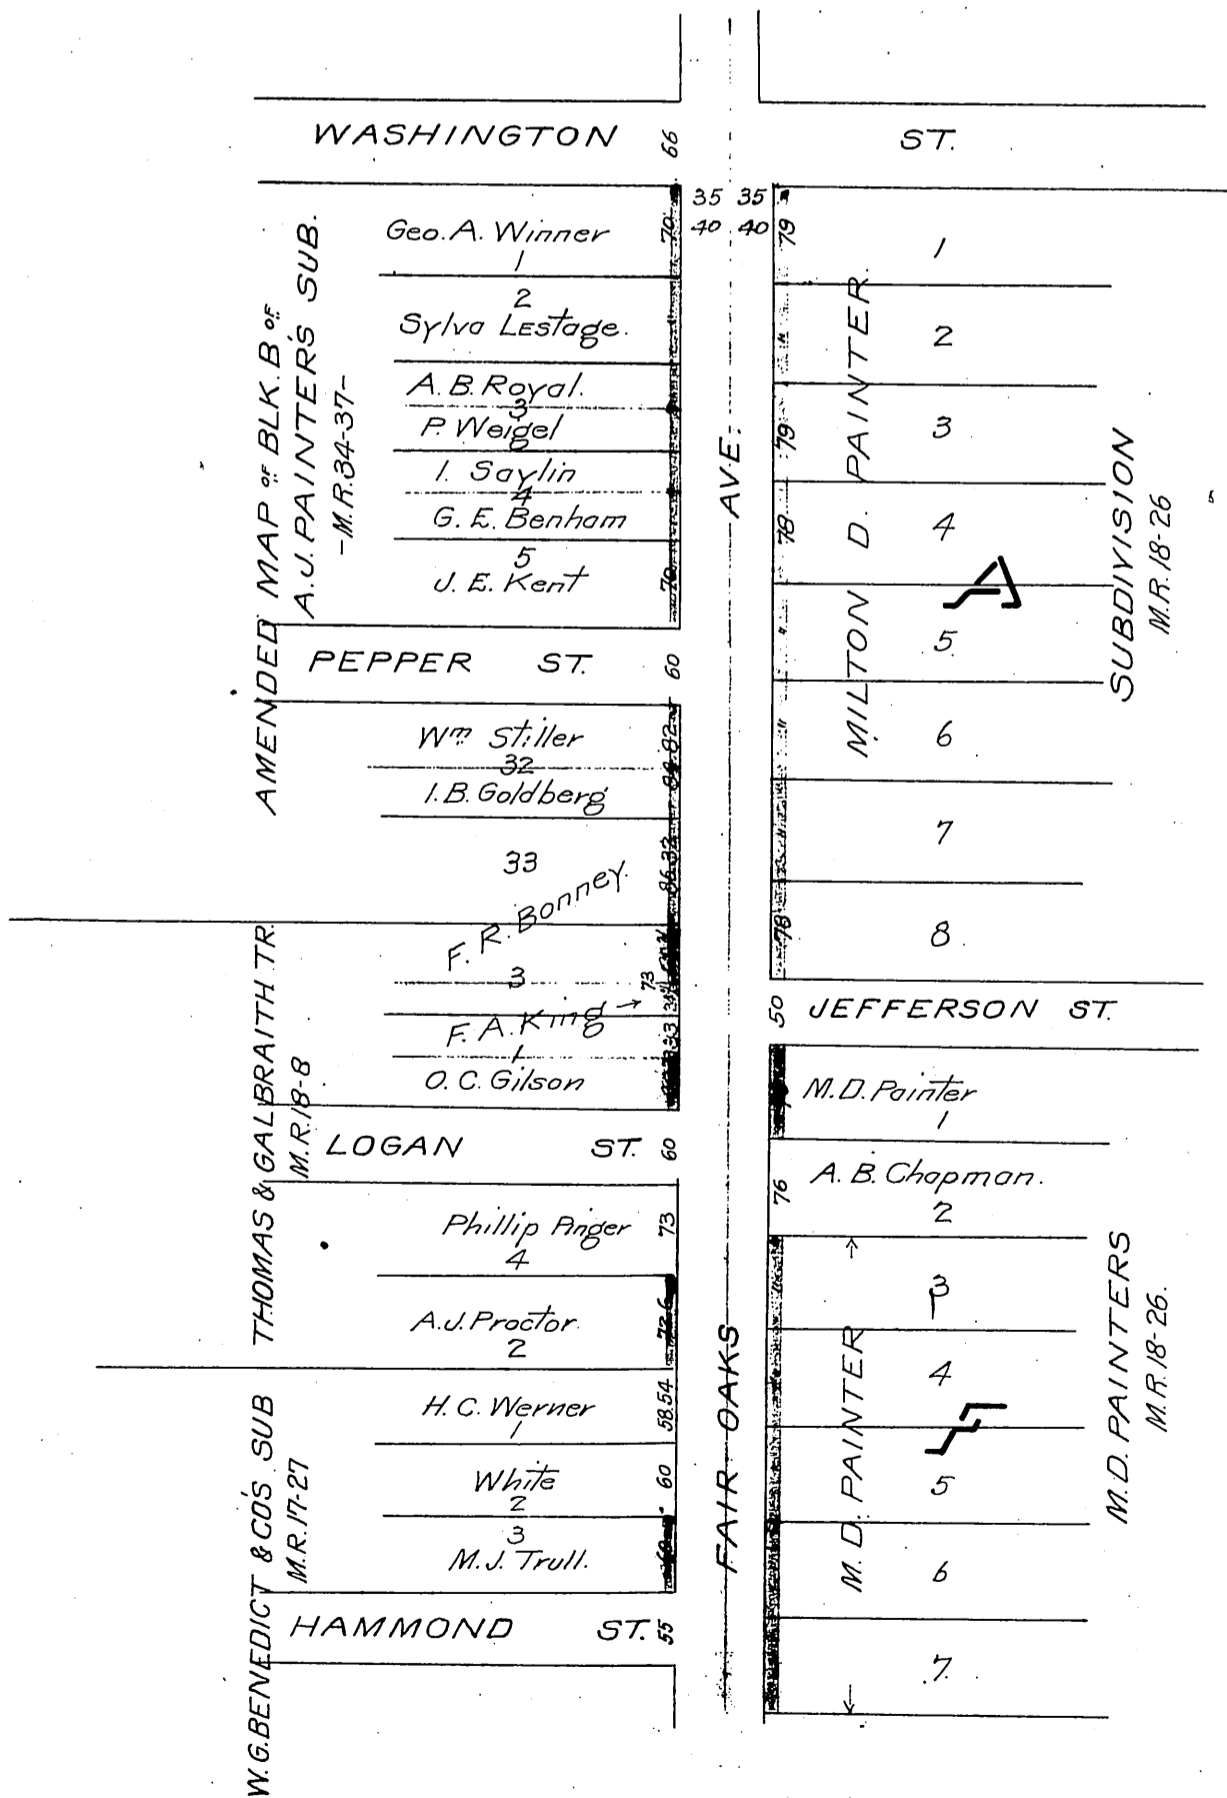 WASHINGTON ST.
66
35 35
40 40
AMENDED MAP OF BLK. B OF
A.J. PAINTER'S SUB.
-M.R.34-37-
Geo. A. Winner
1
70
2
Sylva Lestage.
A. B. Royal.
3
P. Weigel
I. Saylin
4
G. E. Benham
5
J. E. Kent
70
PEPPER ST.
60
Wm Stiller
32
I. B. Goldberg
33
86.32
F. R. Bonney.
3
73
F. A. King →
1
33
O. C. Gilson
THOMAS & GALBRAITH TR.
M.R.18-8
LOGAN ST.
60
Phillip Pinger
4
73
A.J. Proctor.
2
72.6
W.G. BENEDICT & CO'S SUB
M.R.17-27
H. C. Werner
1
58.54
White
2
60
3
M. J. Trull.
60
HAMMOND ST.
55
FAIR OAKS AVE.
79
1
2
79
3
78
4
5
6
7
78
8
MILTON D. PAINTER
SUBDIVISION
M.R.18-26
50
JEFFERSON ST.
M.D. Painter
1
76
A. B. Chapman.
2
3
4
5
6
7
M. D. PAINTER
M.D. PAINTERS
M.R.18-26.